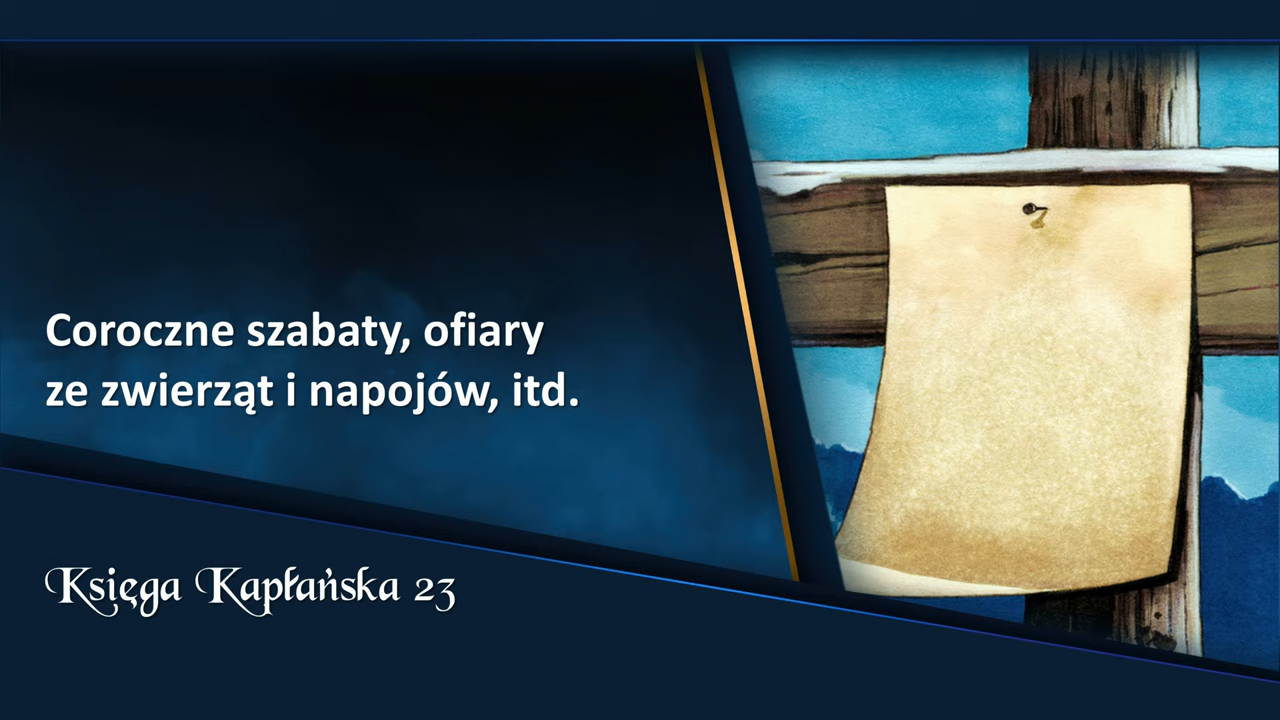 Coroczne szabaty, ofiary
ze zwierząt i napojów, itd.
Księga Kapłańska 23